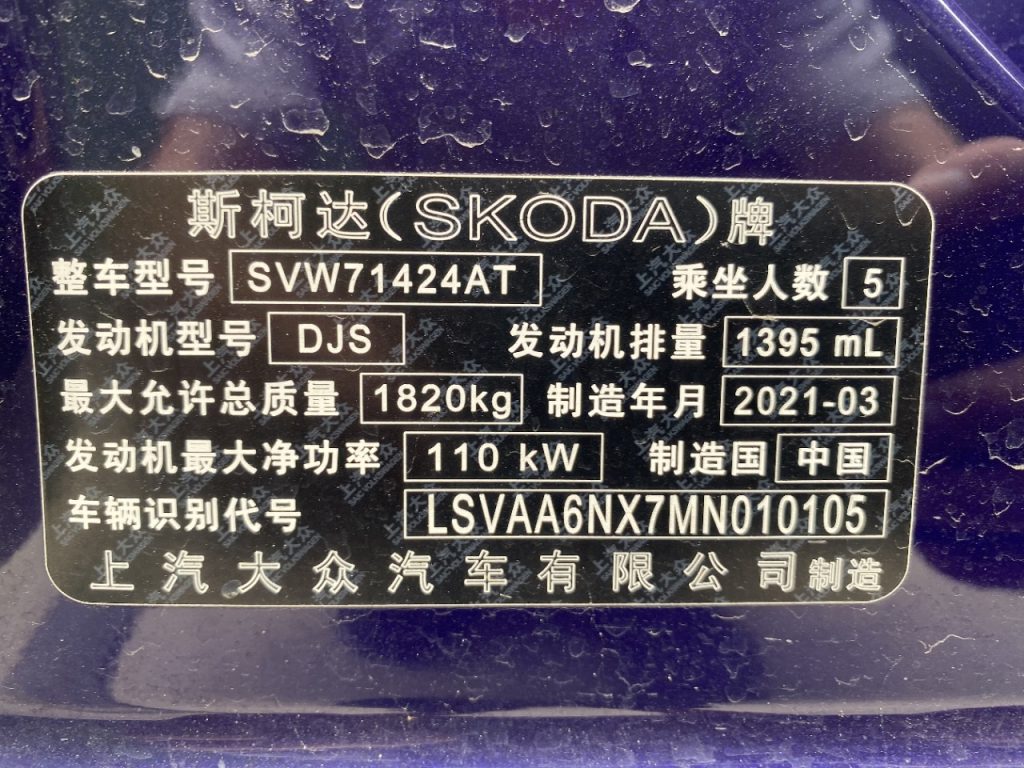 斯柯达(SKODA)牌
整车型号 SVW71424AT 乘坐人数 5
发动机型号 DJS 发动机排量 1395 mL
最大允许总质量 1820kg 制造年月 2021-03
发动机最大净功率 110 kW 制造国 中国
车辆识别代号 LSVAA6NX7MN010105
上汽大众汽车有限公司制造